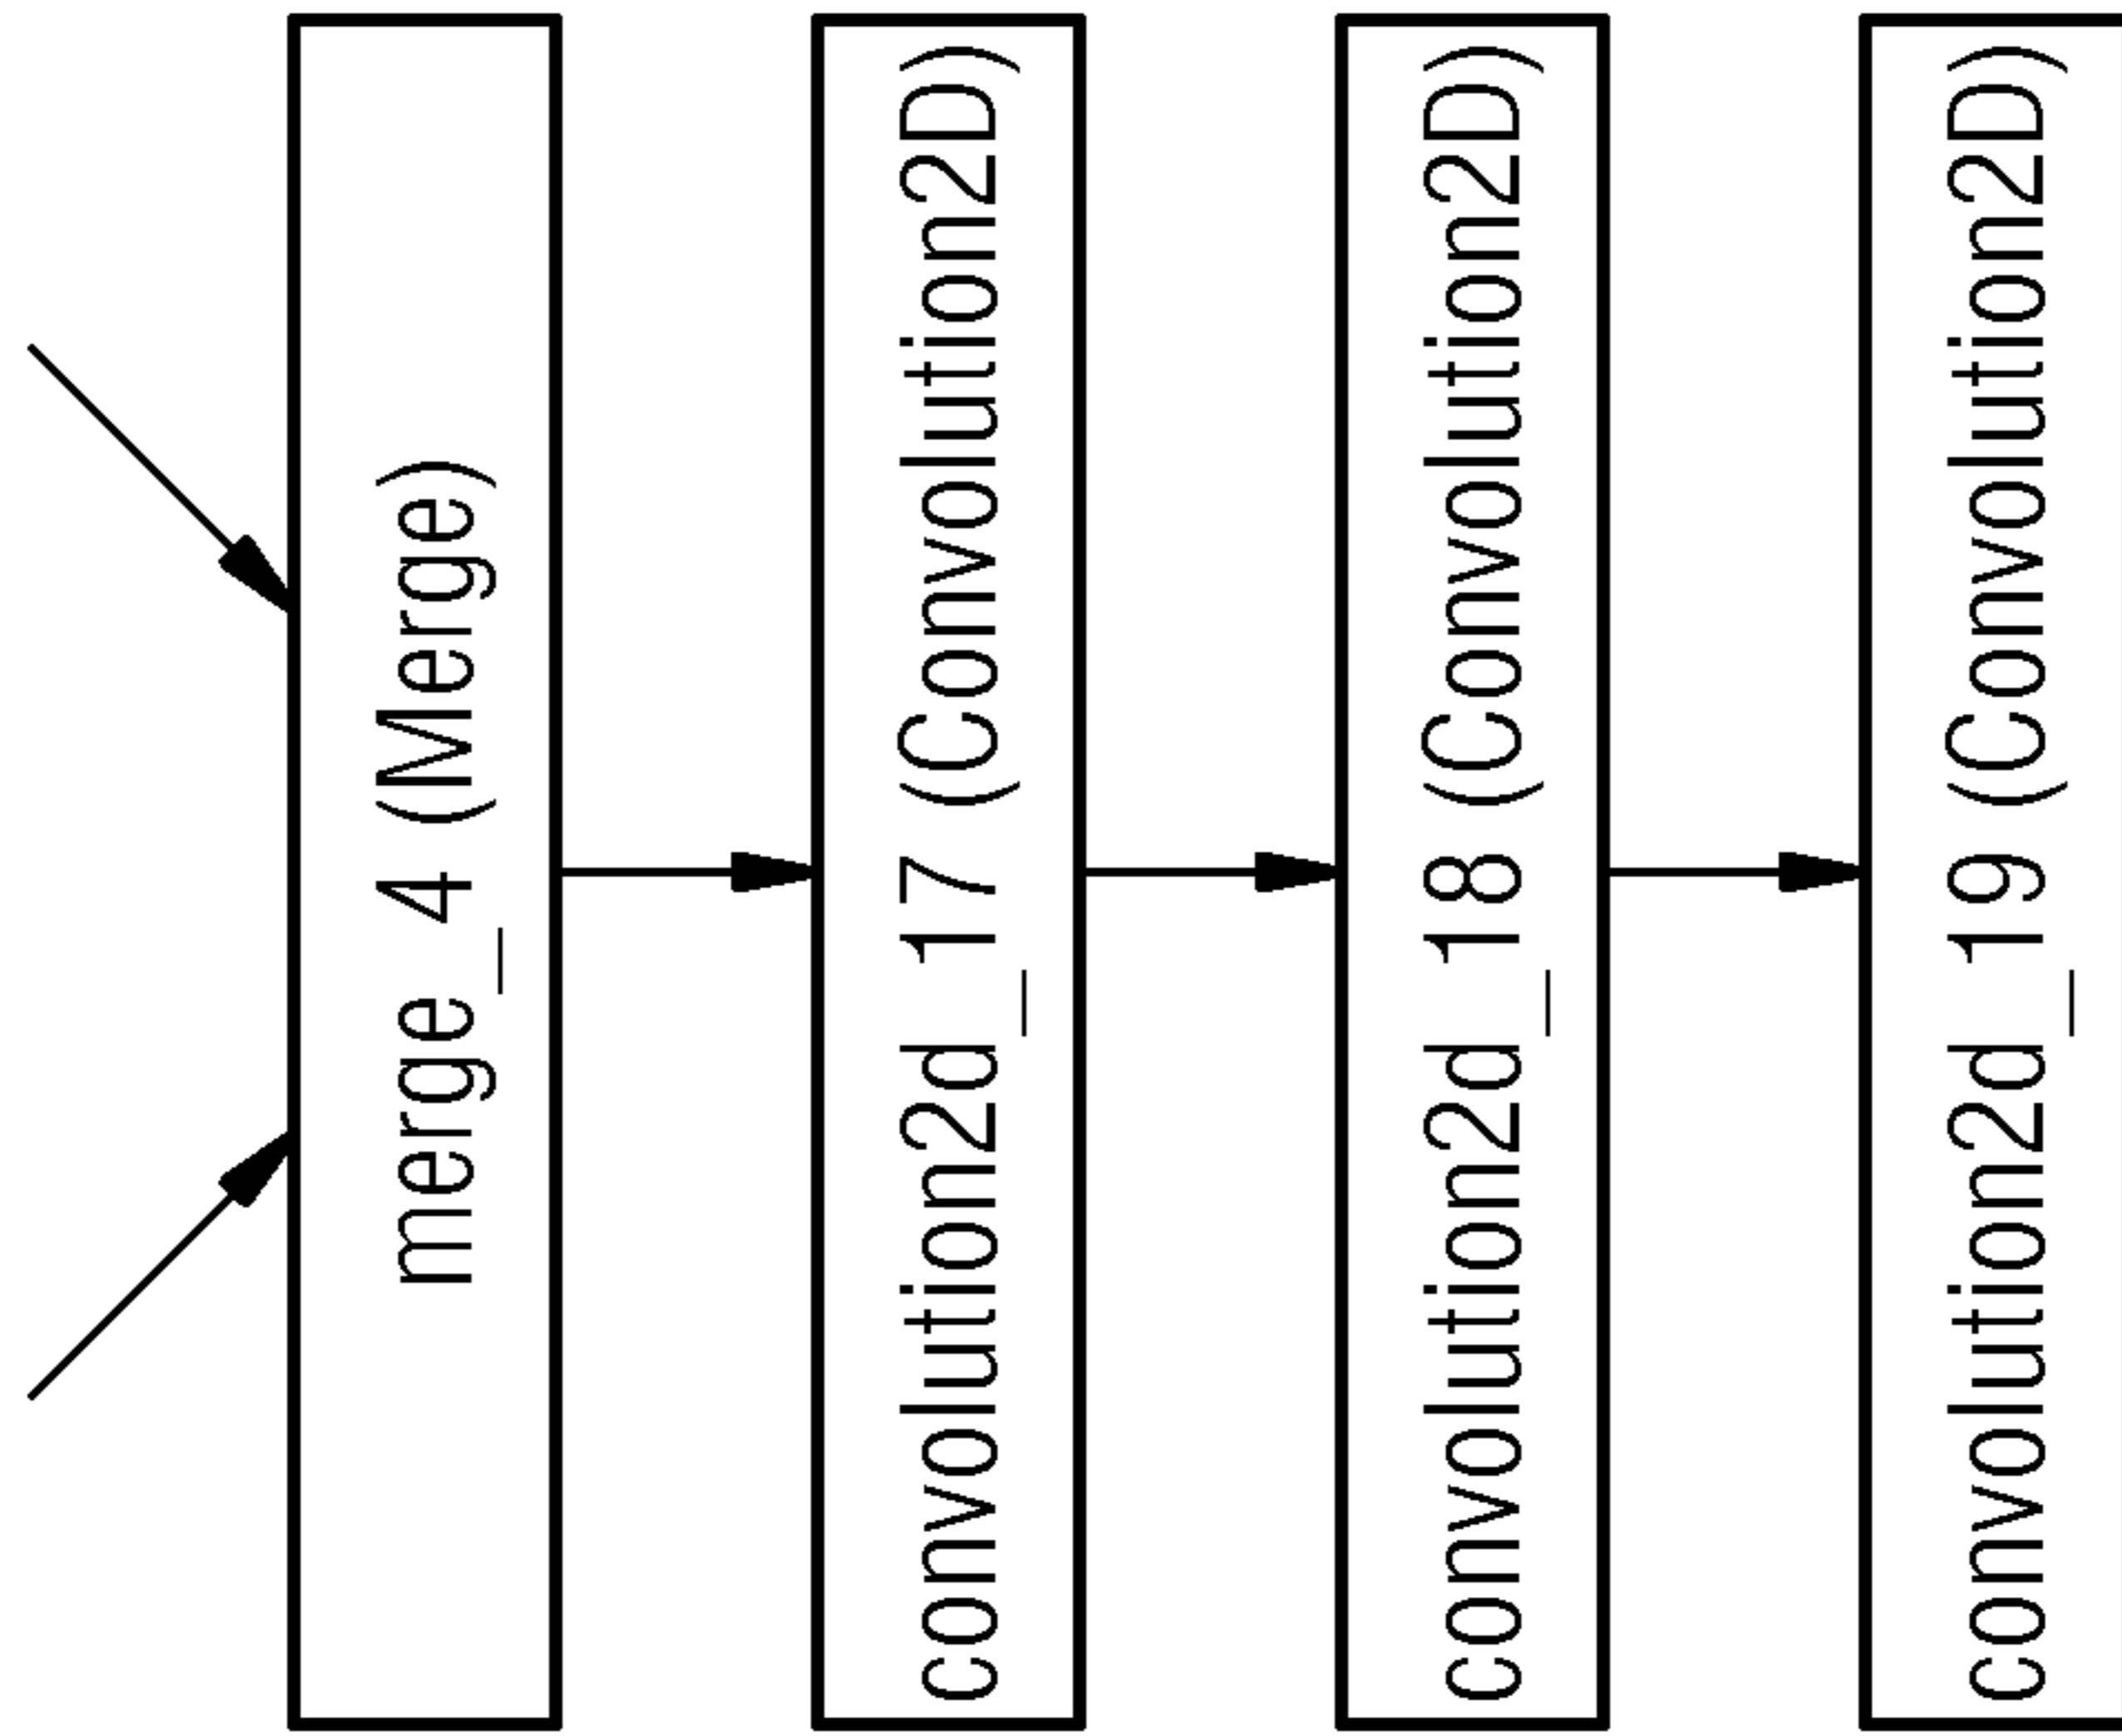 merge_4 (Merge)
convolution2d_17 (Convolution2D)
convolution2d_18 (Convolution2D)
convolution2d_19 (Convolution2D)